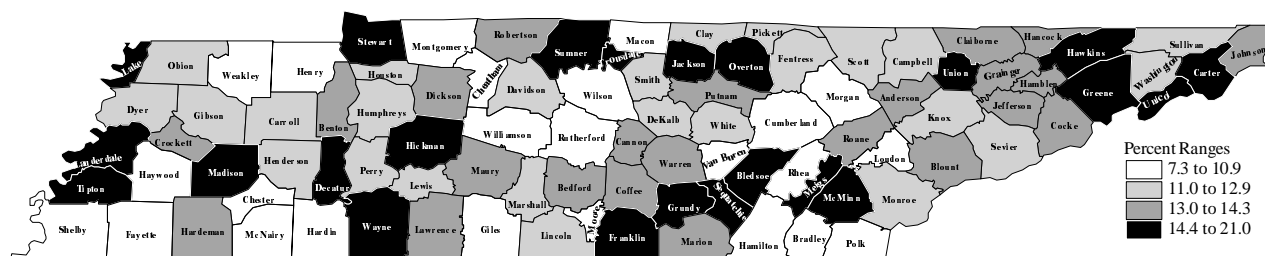 Stewart
Montgomery
Robertson
Sumner
Macon
Clay
Pickett
Claiborne
Hancock
Hawkins
Sullivan
Johnson
Lake
Obion
Weakley
Henry
Houston
Cheatham
Trousdale
Jackson
Overton
Fentress
Scott
Campbell
Union
Grainger
Hamblen
Washington
Carter
Dyer
Gibson
Carroll
Benton
Humphreys
Dickson
Davidson
Wilson
Smith
Putnam
Morgan
Anderson
Knox
Jefferson
Greene
Unicoi
Lauderdale
Crockett
Henderson
Perry
Hickman
Williamson
Rutherford
Cannon
DeKalb
White
Cumberland
Roane
Loudon
Blount
Sevier
Cocke
Tipton
Haywood
Madison
Chester
Decatur
Lewis
Maury
Marshall
Bedford
Coffee
Warren
Van Buren
Bledsoe
Rhea
Meigs
McMinn
Monroe
Shelby
Fayette
Hardeman
McNairy
Hardin
Wayne
Lawrence
Giles
Lincoln
Moore
Franklin
Grundy
Sequatchie
Marion
Hamilton
Bradley
Polk
Percent Ranges
7.3 to 10.9
11.0 to 12.9
13.0 to 14.3
14.4 to 21.0